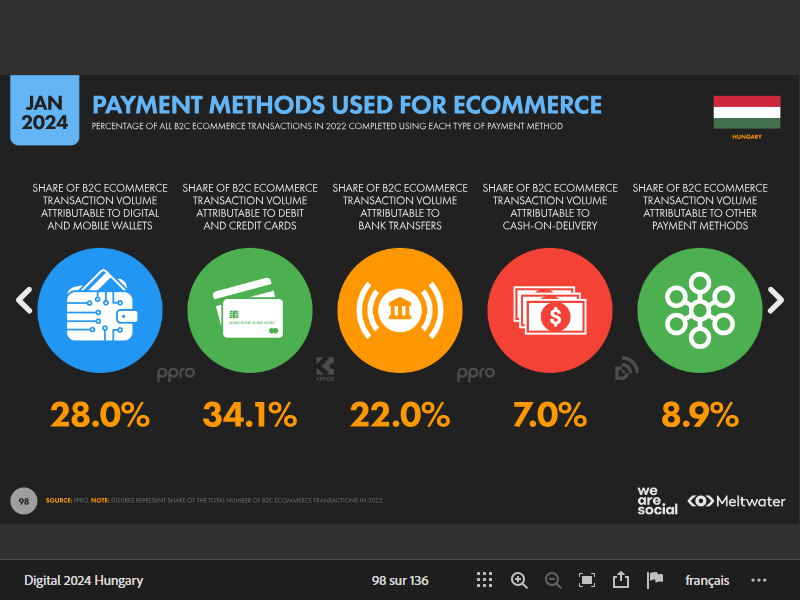 JAN
2024
PAYMENT METHODS USED FOR ECOMMERCE
PERCENTAGE OF ALL B2C ECOMMERCE TRANSACTIONS IN 2022 COMPLETED USING EACH TYPE OF PAYMENT METHOD
HUNGARY
SHARE OF B2C ECOMMERCE
TRANSACTION VOLUME
ATTRIBUTABLE TO DIGITAL
AND MOBILE WALLETS
SHARE OF B2C ECOMMERCE
TRANSACTION VOLUME
ATTRIBUTABLE TO DEBIT
AND CREDIT CARDS
SHARE OF B2C ECOMMERCE
TRANSACTION VOLUME
ATTRIBUTABLE TO
BANK TRANSFERS
SHARE OF B2C ECOMMERCE
TRANSACTION VOLUME
ATTRIBUTABLE TO
CASH-ON-DELIVERY
SHARE OF B2C ECOMMERCE
TRANSACTION VOLUME
ATTRIBUTABLE TO OTHER
PAYMENT METHODS
$
ppro
KEPIOS
ppro
28.0%
34.1%
22.0%
7.0%
8.9%
98
SOURCE: PPRO. NOTE: FIGURES REPRESENT SHARE OF THE TOTAL NUMBER OF B2C ECOMMERCE TRANSACTIONS IN 2022.
we
are
social
Meltwater
Digital 2024 Hungary
98 sur 136
français